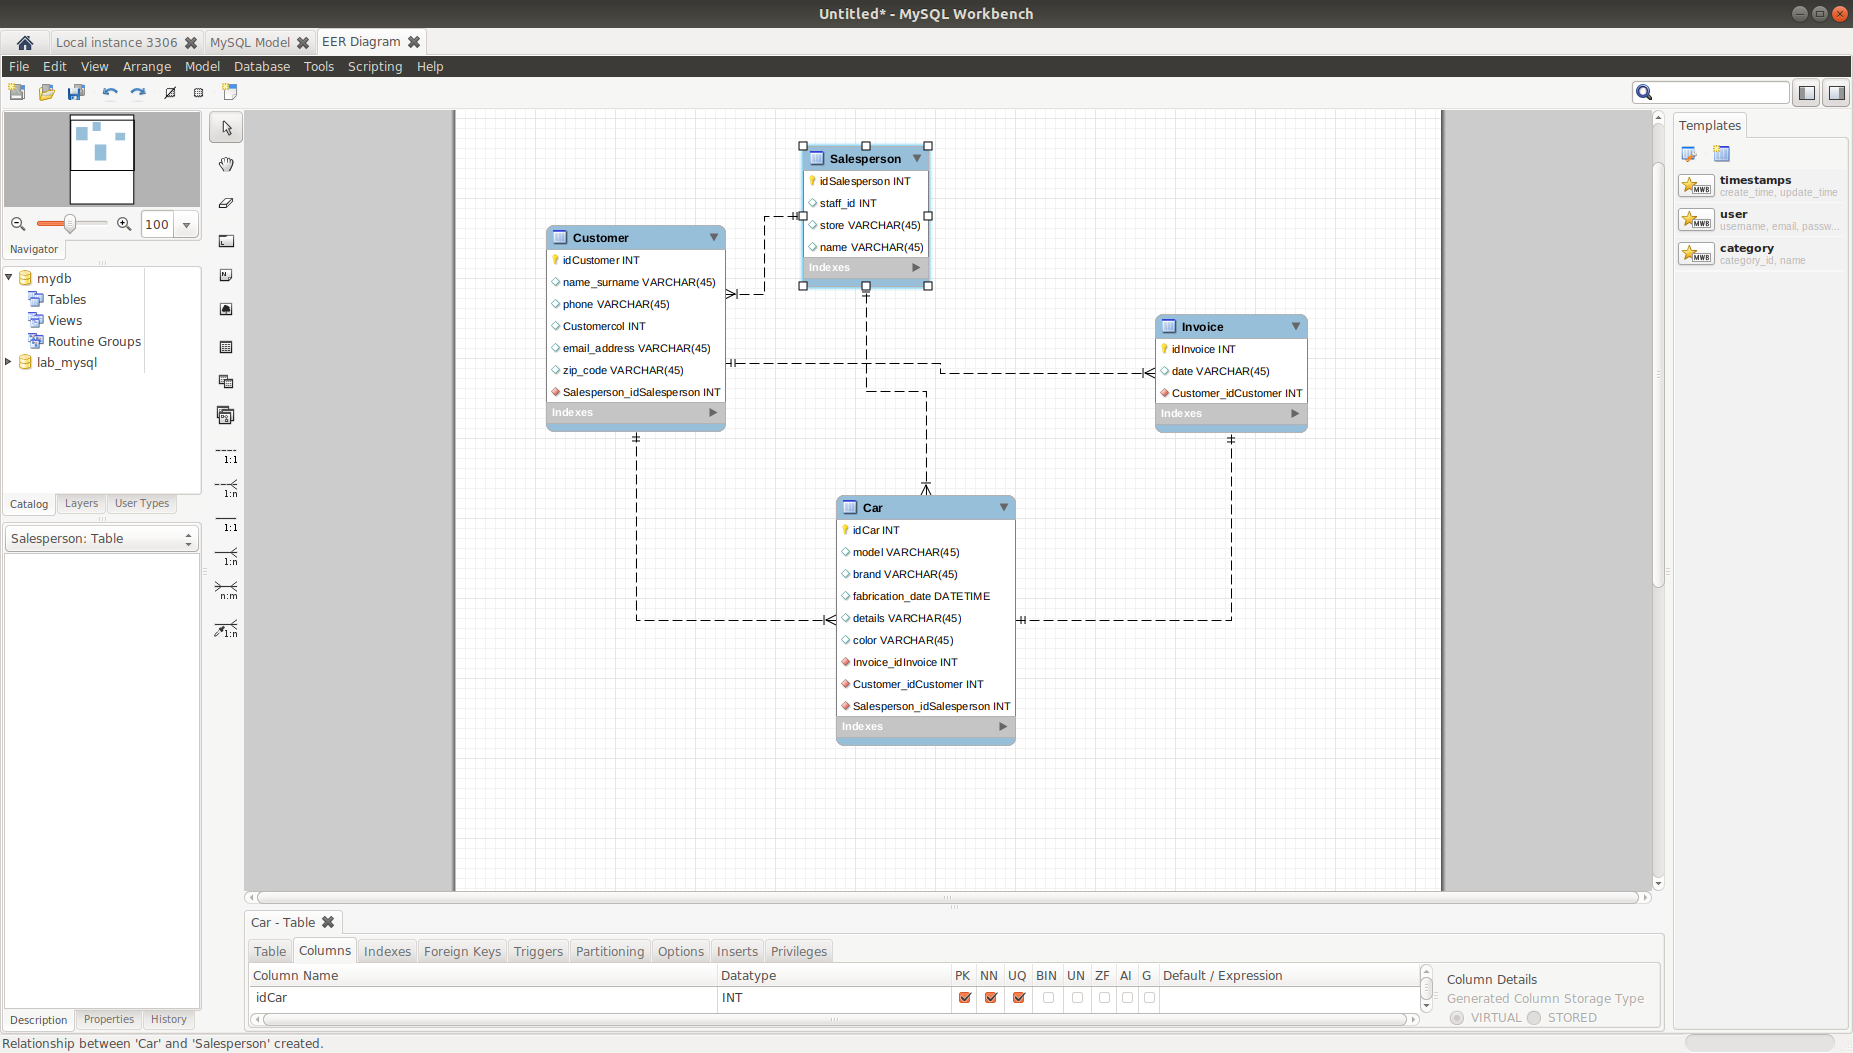 Untitled* - MySQL Workbench
Local instance 3306
MySQL Model
EER Diagram
File Edit View Arrange Model Database Tools Scripting Help
100
Navigator
mydb
Tables
Views
Routine Groups
lab_mysql
Catalog Layers User Types
Salesperson: Table
Description Properties History
1:1
1:n
1:1
1:n
n:m
1:n
Salesperson
idSalesperson INT
staff_id INT
store VARCHAR(45)
name VARCHAR(45)
Indexes
Customer
idCustomer INT
name_surname VARCHAR(45)
phone VARCHAR(45)
Customercol INT
email_address VARCHAR(45)
zip_code VARCHAR(45)
Salesperson_idSalesperson INT
Indexes
Invoice
idInvoice INT
date VARCHAR(45)
Customer_idCustomer INT
Indexes
Car
idCar INT
model VARCHAR(45)
brand VARCHAR(45)
fabrication_date DATETIME
details VARCHAR(45)
color VARCHAR(45)
Invoice_idInvoice INT
Customer_idCustomer INT
Salesperson_idSalesperson INT
Indexes
Templates
timestamps
create_time, update_time
user
username, email, passw...
category
category_id, name
Car - Table
Table Columns Indexes Foreign Keys Triggers Partitioning Options Inserts Privileges
Column Name Datatype PK NN UQ BIN UN ZF AI G Default / Expression
idCar INT
Column Details
Generated Column Storage Type
VIRTUAL STORED
Relationship between 'Car' and 'Salesperson' created.